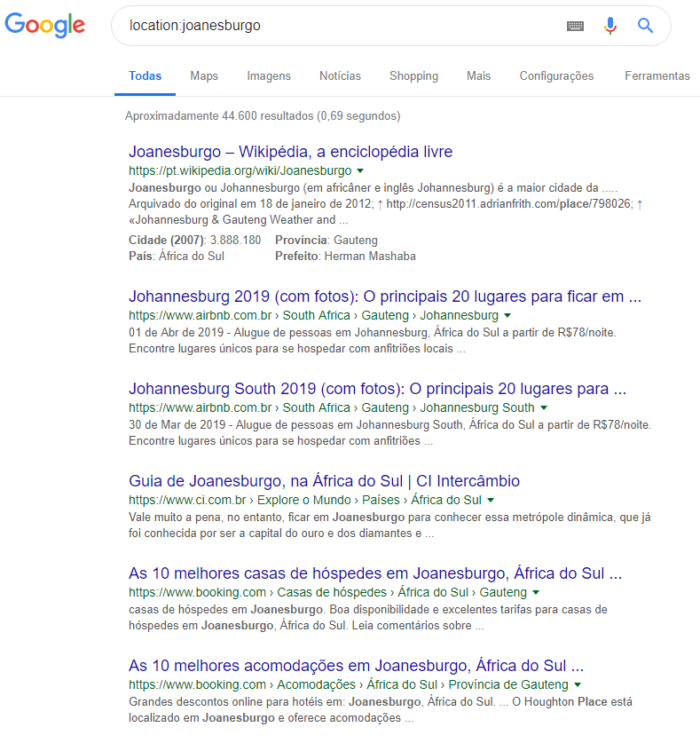 Google
location:joanesburgo
Todas Maps Imagens Notícias Shopping Mais Configurações Ferramentas
Aproximadamente 44.600 resultados (0,69 segundos)
Joanesburgo – Wikipédia, a enciclopédia livre
https://pt.wikipedia.org/wiki/Joanesburgo
Joanesburgo ou Johannesburgo (em africâner e inglês Johannesburg) é a maior cidade da .....
Arquivado do original em 18 de janeiro de 2012; ↑ http://census2011.adrianfrith.com/place/798026; ↑
«Johannesburg & Gauteng Weather and ...
Cidade (2007): 3.888.180 Província: Gauteng
País: África do Sul Prefeito: Herman Mashaba
Johannesburg 2019 (com fotos): O principais 20 lugares para ficar em ...
https://www.airbnb.com.br › South Africa › Gauteng › Johannesburg
01 de Abr de 2019 - Alugue de pessoas em Johannesburg, África do Sul a partir de R$78/noite.
Encontre lugares únicos para se hospedar com anfitriões locais ...
Johannesburg South 2019 (com fotos): O principais 20 lugares para ...
https://www.airbnb.com.br › South Africa › Gauteng › Johannesburg South
30 de Mar de 2019 - Alugue de pessoas em Johannesburg South, África do Sul a partir de R$78/noite.
Encontre lugares únicos para se hospedar com anfitriões ...
Guia de Joanesburgo, na África do Sul | CI Intercâmbio
https://www.ci.com.br › Explore o Mundo › Países › África do Sul
Vale muito a pena, no entanto, ficar em Joanesburgo para conhecer essa metrópole dinâmica, que já
foi conhecida por ser a capital do ouro e dos diamantes e ...
As 10 melhores casas de hóspedes em Joanesburgo, África do Sul ...
https://www.booking.com › Casas de hóspedes › África do Sul › Gauteng
casas de hóspedes em Joanesburgo. Boa disponibilidade e excelentes tarifas para casas de
hóspedes em Joanesburgo, África do Sul. Leia comentários sobre ...
As 10 melhores acomodações em Joanesburgo, África do Sul ...
https://www.booking.com › Acomodações › África do Sul › Província de Gauteng
Grandes descontos online para hotéis em: Joanesburgo, África do Sul. ... O Houghton Place está
localizado em Joanesburgo e oferece acomodações ...